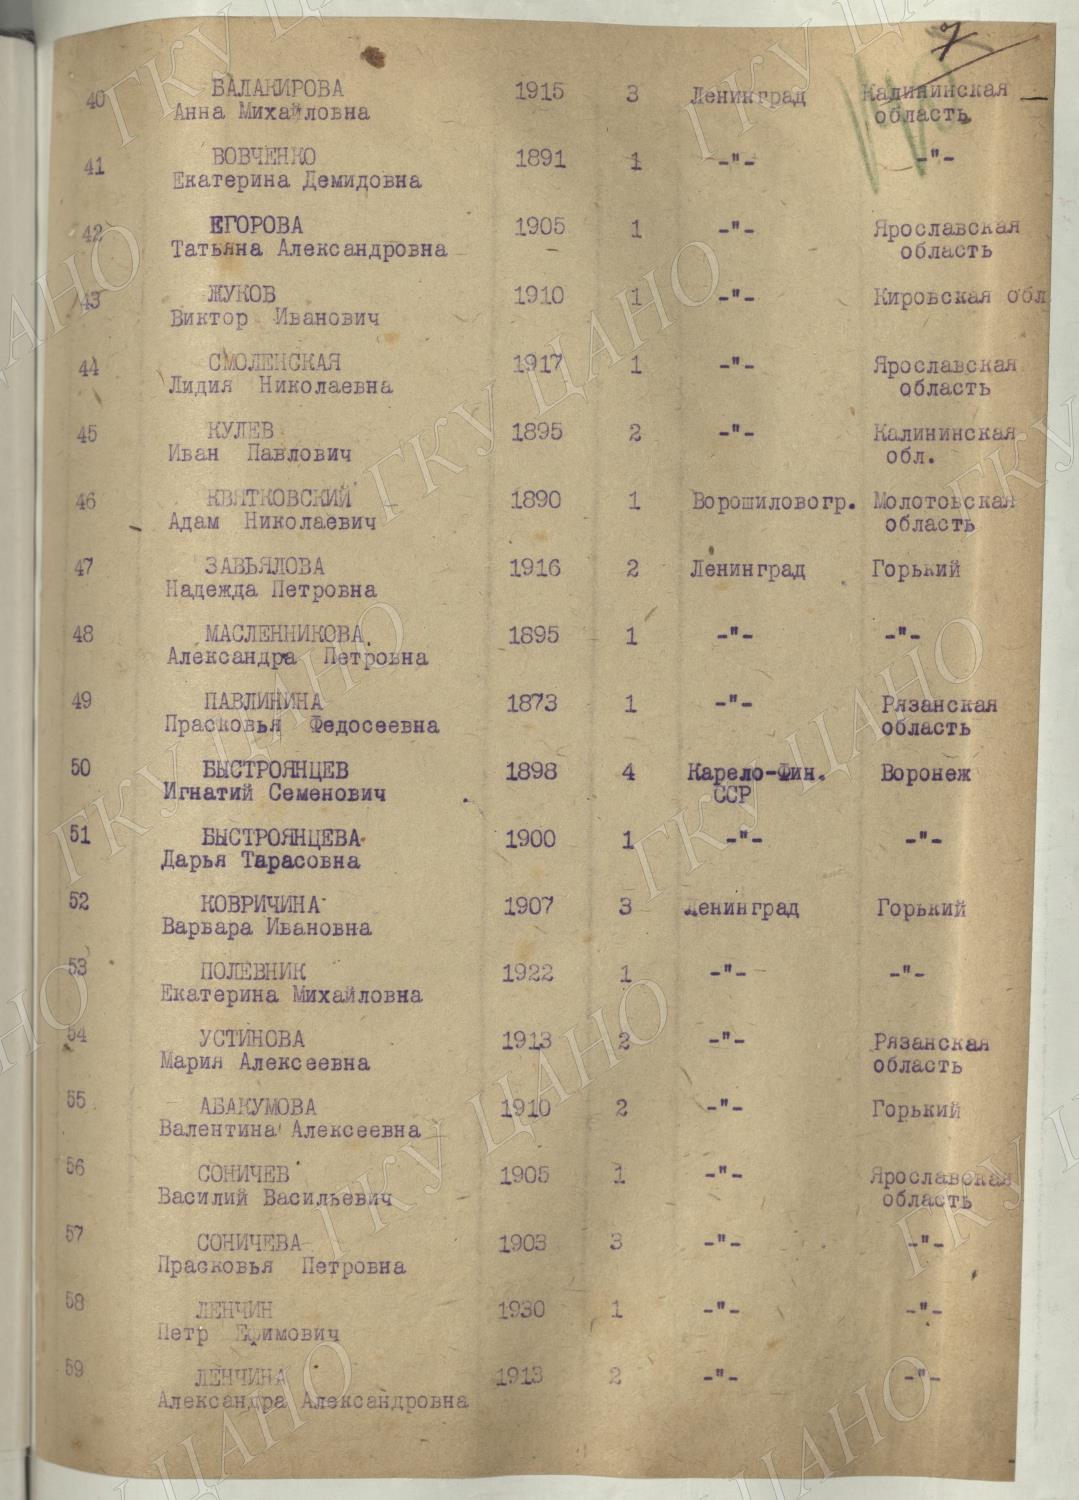 7
40 БАЛАКИРОВА 1915 3 Ленинград Калининская
Анна Михайловна область
41 ВОВЧЕНКО 1891 1 -"- -"-
Екатерина Демидовна
42 ЕГОРОВА 1905 1 -"- Ярославская
Татьяна Александровна область
43 ЖУКОВ 1910 1 -"- Кировская обл
Виктор Иванович
44 СМОЛЕНСКАЯ 1917 1 -"- Ярославская
Лидия Николаевна область
45 КУЛЕВ 1895 2 -"- Калининская
Иван Павлович обл.
46 КВЯТКОВСКИЙ 1890 1 Ворошиловогр. Молотовская
Адам Николаевич область
47 ЗАВЬЯЛОВА 1916 2 Ленинград Горький
Надежда Петровна
48 МАСЛЕННИКОВА 1895 1 -"- -"-
Александра Петровна
49 ПАВЛИНИНА 1873 1 -"- Рязанская
Прасковья Федосеевна область
50 БЫСТРОЯНЦЕВ 1898 4 Карело-Фин. Воронеж
Игнатий Семенович ССР
51 БЫСТРОЯНЦЕВА 1900 1 -"- -"-
Дарья Тарасовна
52 КОВРИЧИНА 1907 3 Ленинград Горький
Варвара Ивановна
53 ПОЛЕВНИК 1922 1 -"- -"-
Екатерина Михайловна
54 УСТИНОВА 1913 2 -"- Рязанская
Мария Алексеевна область
55 АБАКУМОВА 1910 2 -"- Горький
Валентина Алексеевна
56 СОНИЧЕВ 1905 1 -"- Ярославская
Василий Васильевич область
57 СОНИЧЕВА 1903 3 -"- -"-
Прасковья Петровна
58 ЛЕНЧИН 1930 1 -"- -"-
Петр Ефимович
59 ЛЕНЧИНА 1913 2 -"- -"-
Александра Александровна
ГКУ ЦАНО